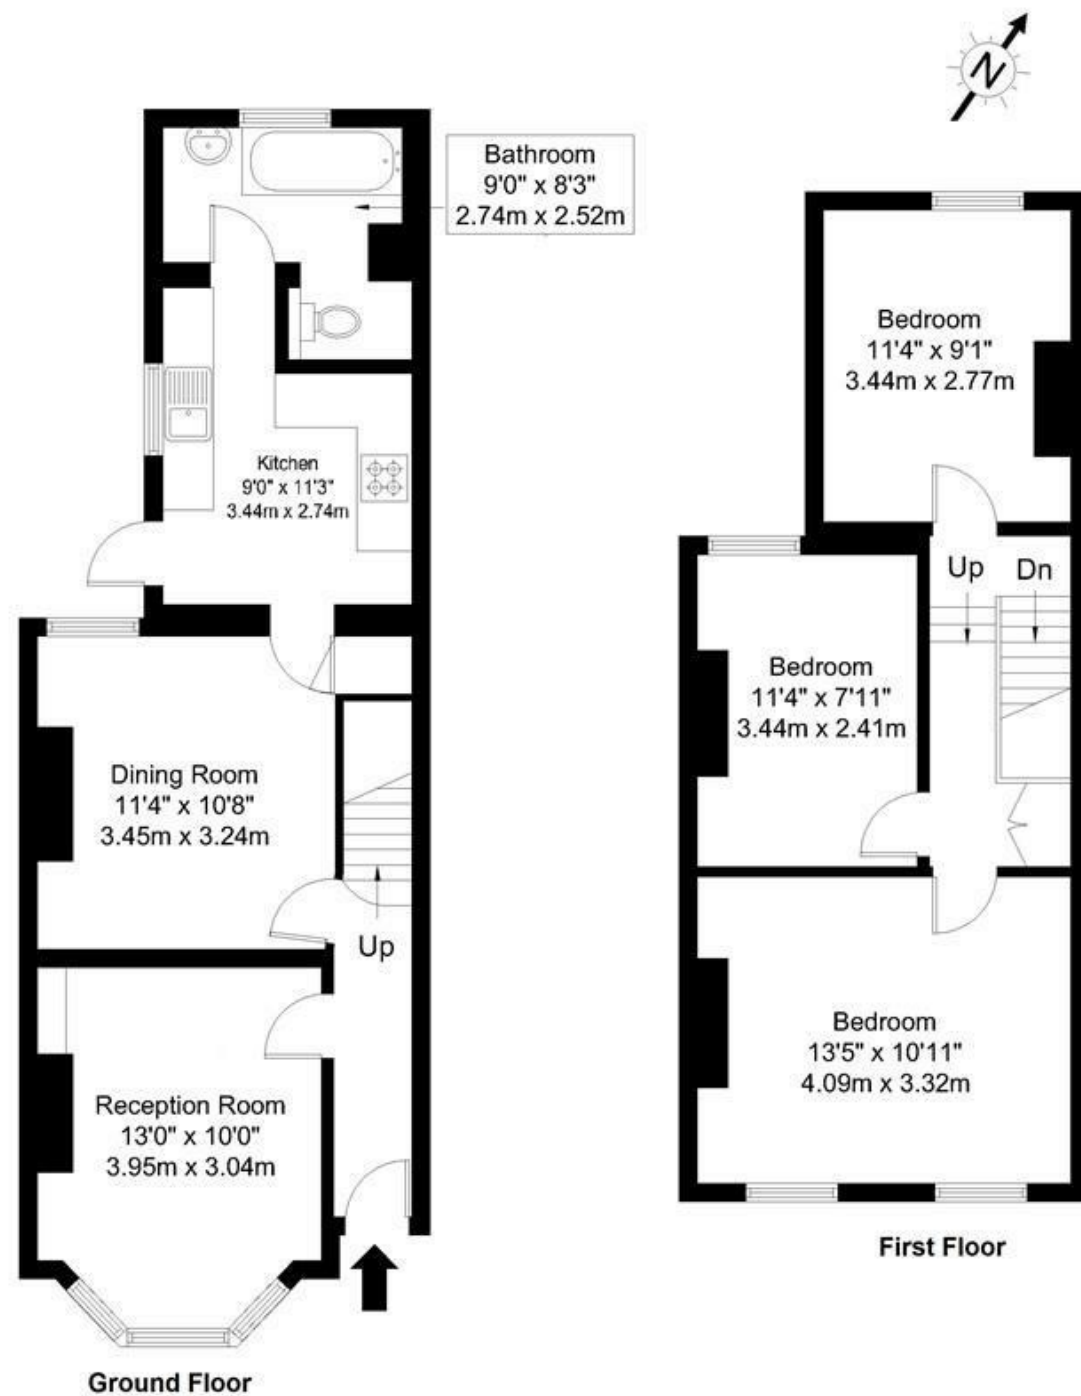 N
Bathroom
9'0" x 8'3"
2.74m x 2.52m
Kitchen
9'0" x 11'3"
3.44m x 2.74m
Dining Room
11'4" x 10'8"
3.45m x 3.24m
Up
Reception Room
13'0" x 10'0"
3.95m x 3.04m
Ground Floor
Bedroom
11'4" x 9'1"
3.44m x 2.77m
Up
Dn
Bedroom
11'4" x 7'11"
3.44m x 2.41m
Bedroom
13'5" x 10'11"
4.09m x 3.32m
First Floor